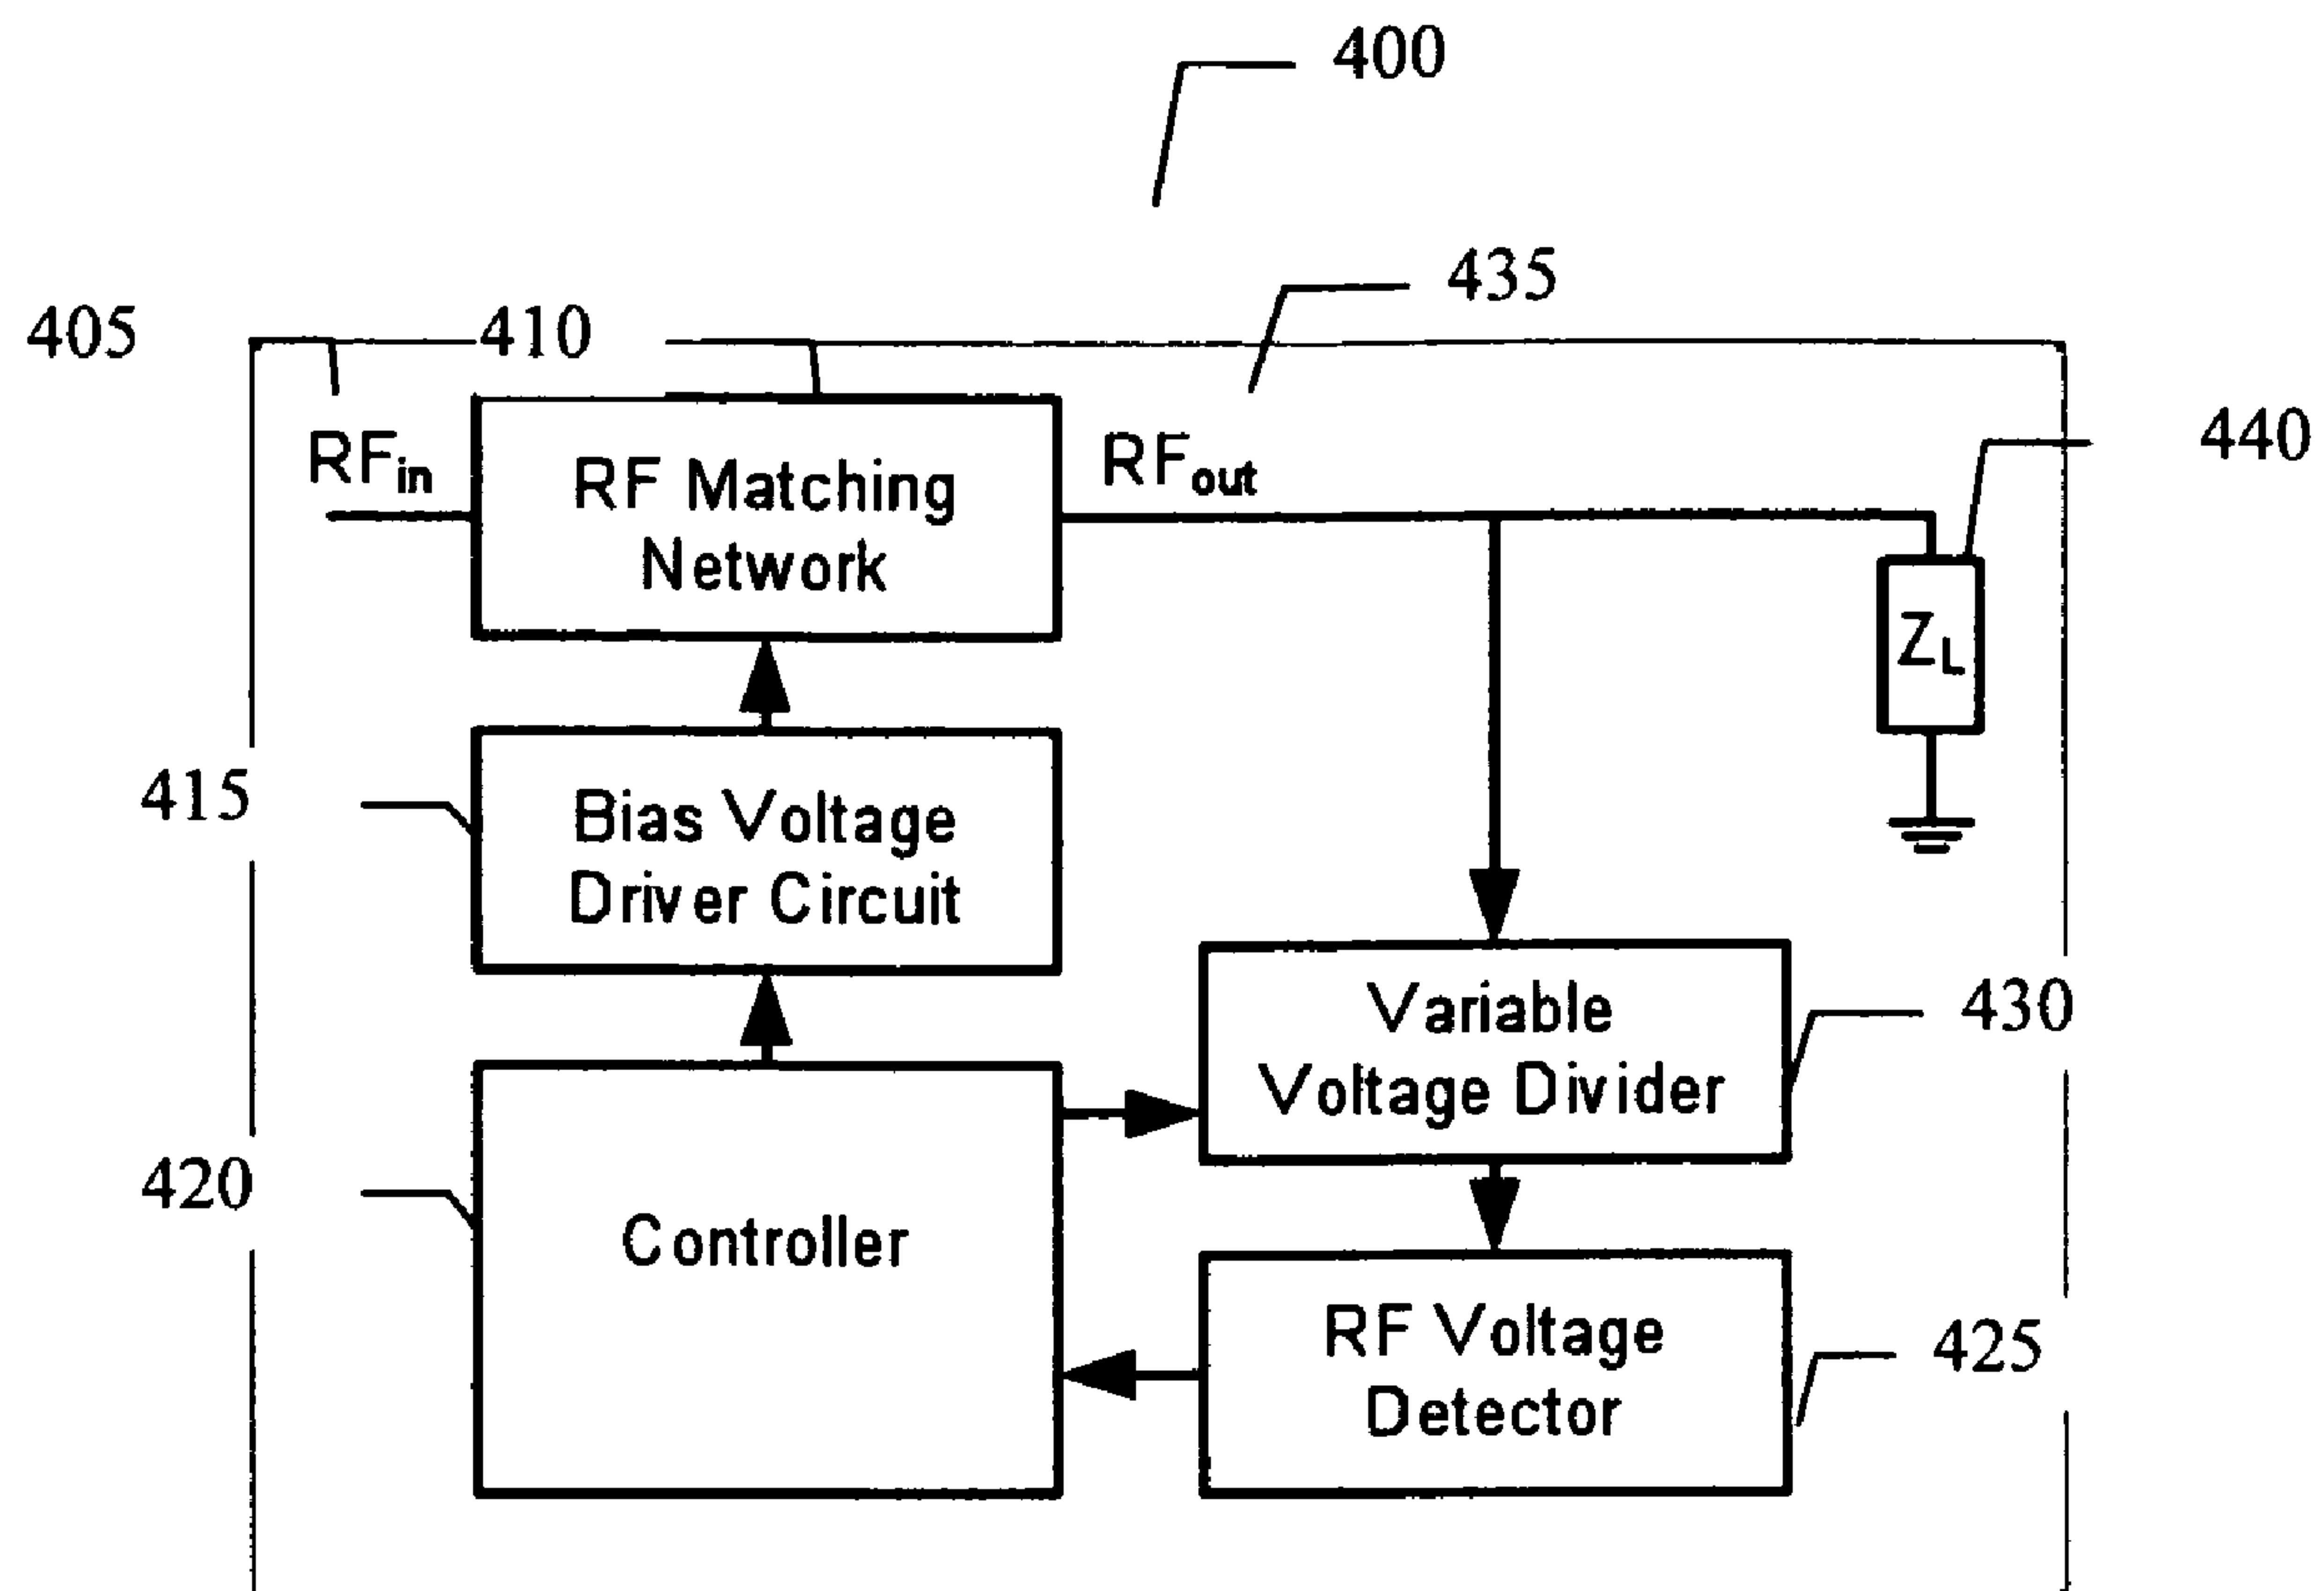 400
435
405
410
440
RFin
RF Matching
Network
RFout
ZL
415
Bias Voltage
Driver Circuit
Variable
Voltage Divider
430
420
Controller
RF Voltage
Detector
425